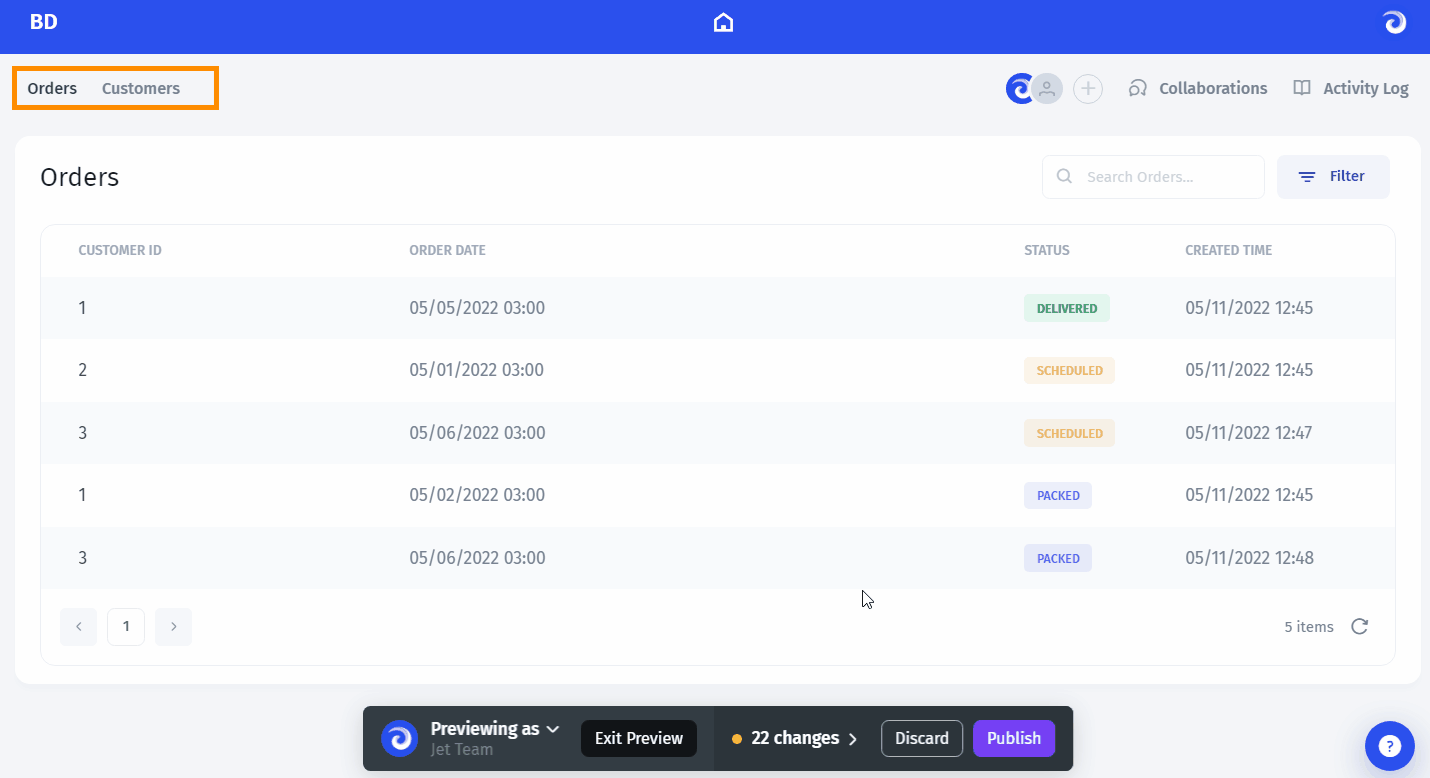 BD
Orders Customers
Collaborations Activity Log
Orders
Search Orders... Filter
CUSTOMER ID ORDER DATE STATUS CREATED TIME
1 05/05/2022 03:00 DELIVERED 05/11/2022 12:45
2 05/01/2022 03:00 SCHEDULED 05/11/2022 12:45
3 05/06/2022 03:00 SCHEDULED 05/11/2022 12:47
1 05/02/2022 03:00 PACKED 05/11/2022 12:45
3 05/06/2022 03:00 PACKED 05/11/2022 12:48
1 5 items
Previewing as Exit Preview 22 changes Discard Publish
Jet Team
?